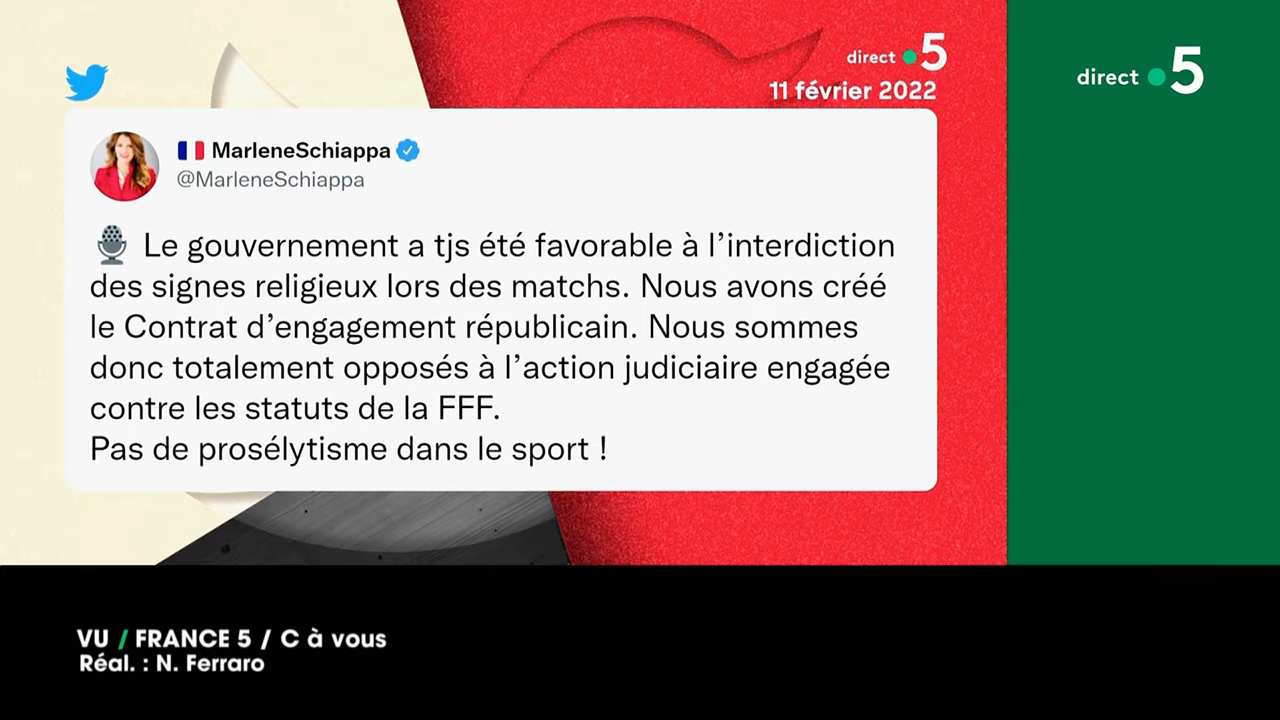 direct 5
11 février 2022
direct 5
MarleneSchiappa
@MarleneSchiappa
Le gouvernement a tjs été favorable à l’interdiction
des signes religieux lors des matchs. Nous avons créé
le Contrat d’engagement républicain. Nous sommes
donc totalement opposés à l’action judiciaire engagée
contre les statuts de la FFF.
Pas de prosélytisme dans le sport !
VU / FRANCE 5 / C à vous
Réal. : N. Ferraro